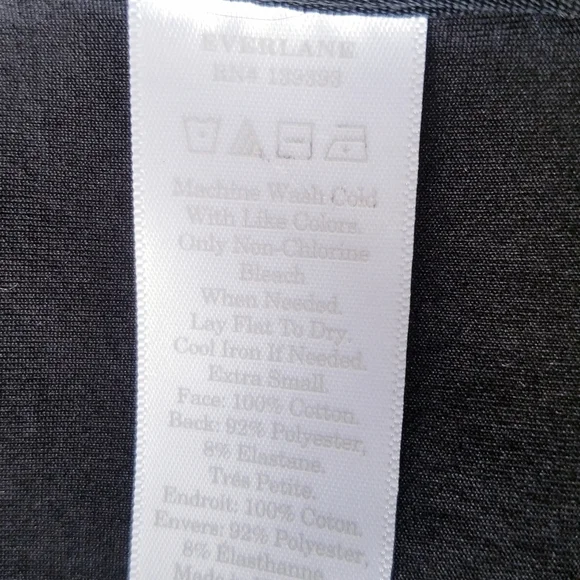 EVERLANE
RN# 139393
Machine Wash Cold
With Like Colors.
Only Non-Chlorine
Bleach
When Needed.
Lay Flat To Dry.
Cool Iron If Needed.
Extra Small.
Face: 100% Cotton.
Back: 92% Polyester,
8% Elastane.
Trés Petite.
Endroit: 100% Coton.
Envers: 92% Polyester,
8% Élasthanne.
Made